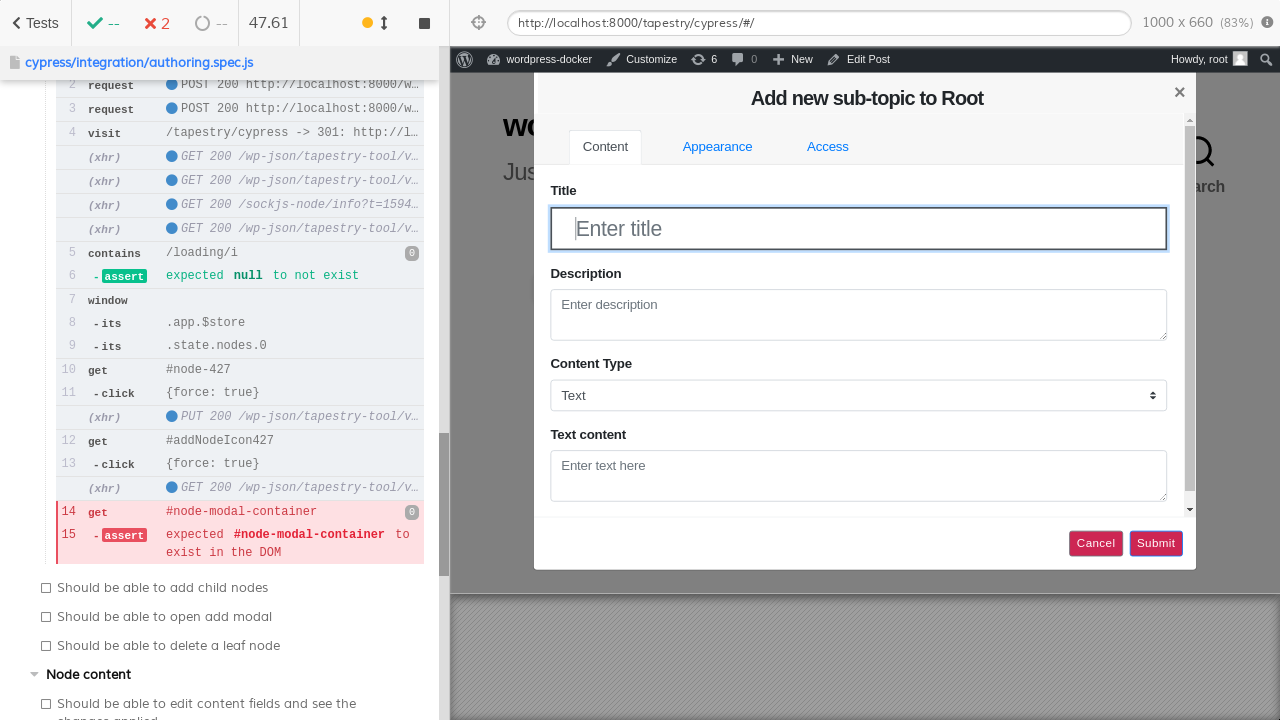 Tests
--
2
--
47.61
http://localhost:8000/tapestry/cypress/#/
1000 x 660 (83%)
cypress/integration/authoring.spec.js
2 request POST 200 http://localhost:8000/w…
3 request POST 200 http://localhost:8000/w…
4 visit /tapestry/cypress -> 301: http://l…
(xhr) GET 200 /wp-json/tapestry-tool/v…
(xhr) GET 200 /wp-json/tapestry-tool/v…
(xhr) GET 200 /sockjs-node/info?t=1594…
(xhr) GET 200 /wp-json/tapestry-tool/v…
5 contains /loading/i 0
6 - assert expected null to not exist
7 window
8 - its .app.$store
9 - its .state.nodes.0
10 get #node-427
11 - click {force: true}
(xhr) PUT 200 /wp-json/tapestry-tool/v…
12 get #addNodeIcon427
13 - click {force: true}
(xhr) GET 200 /wp-json/tapestry-tool/v…
14 get #node-modal-container 0
15 - assert expected #node-modal-container to
exist in the DOM
Should be able to add child nodes
Should be able to open add modal
Should be able to delete a leaf node
Node content
Should be able to edit content fields and see the
changes applied
wordpress-docker Customize 6 0 New Edit Post Howdy, root
wo
Jus
arch
Add new sub-topic to Root
×
Content Appearance Access
Title
Enter title
Description
Enter description
Content Type
Text
Text content
Enter text here
Cancel Submit